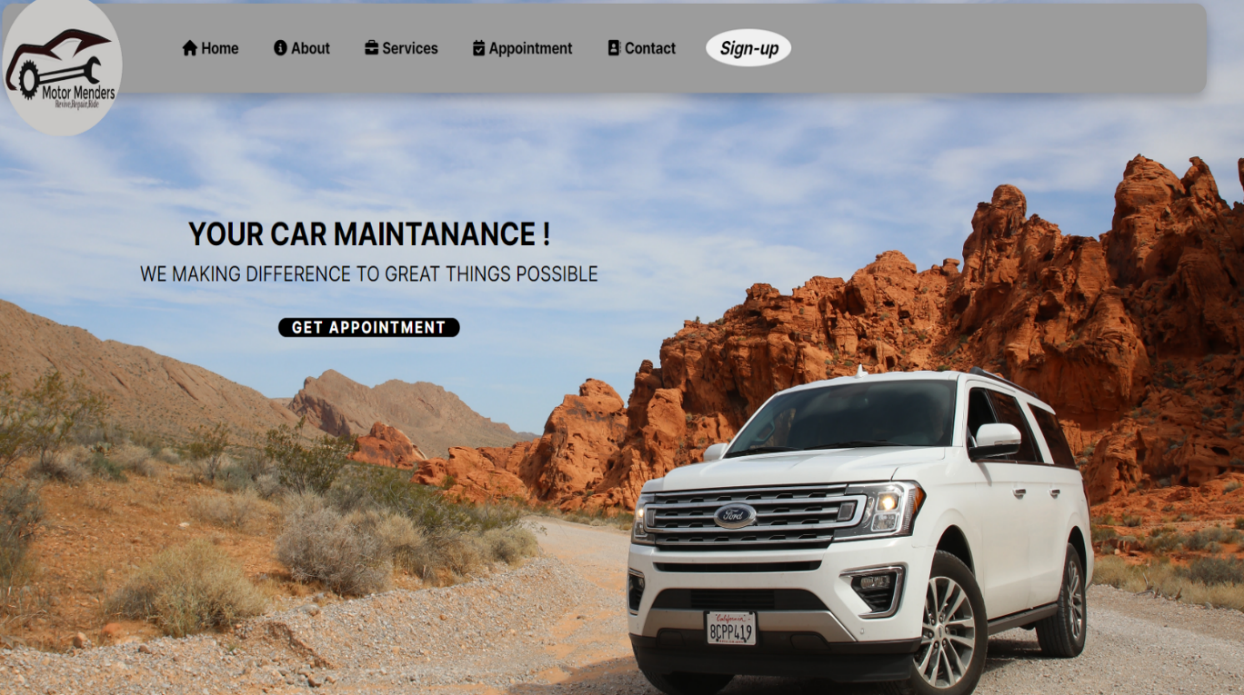 Home About Services Appointment Contact Sign-up
Motor Menders
Revive,Repair,Ride
YOUR CAR MAINTANANCE !
WE MAKING DIFFERENCE TO GREAT THINGS POSSIBLE
GET APPOINTMENT
Ford
California
8CPP419